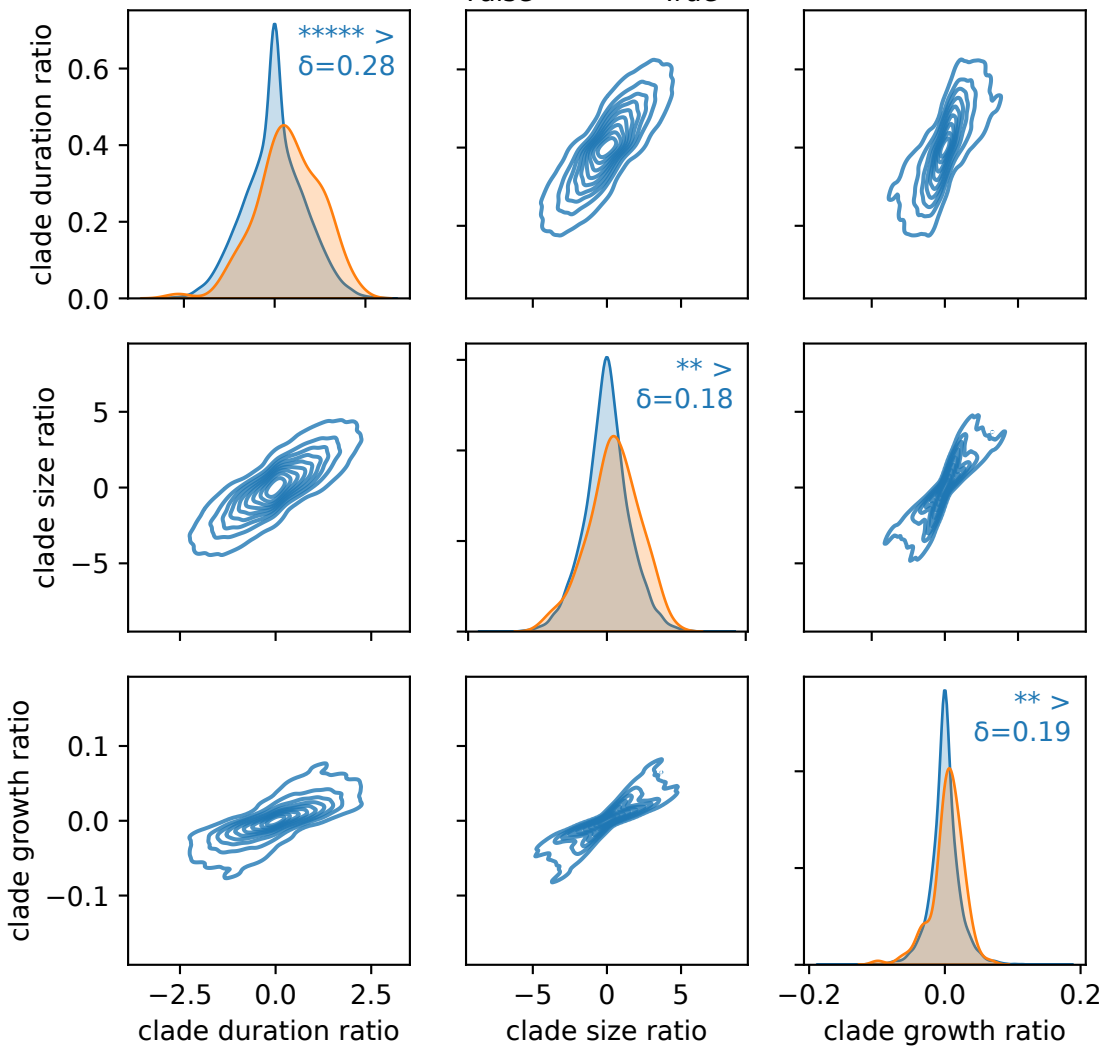 ***** >
δ=0.28
0.6
0.4
0.2
0.0
clade duration ratio
** >
δ=0.18
5
0
−5
clade size ratio
** >
δ=0.19
0.1
0.0
−0.1
clade growth ratio
−2.5 0.0 2.5
−5 0 5
−0.2 0.0 0.2
clade duration ratio
clade size ratio
clade growth ratio